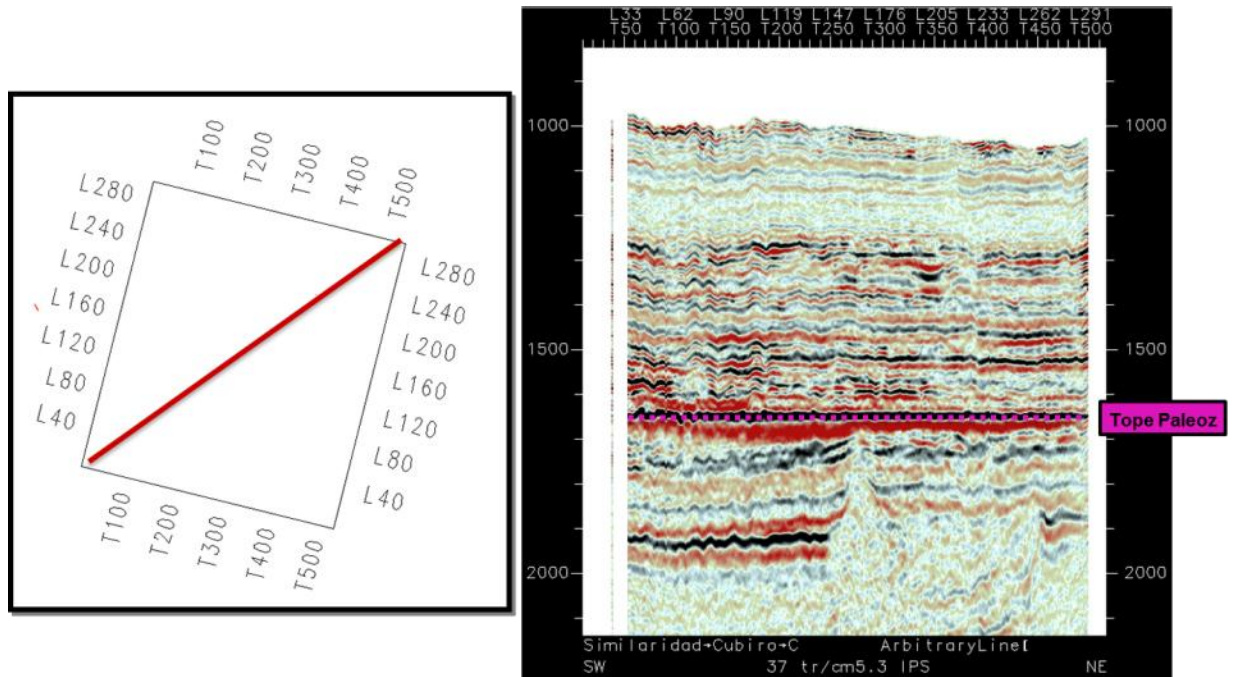 T100 T200 T300 T400 T500
L280
L240
L200
L160
L120
L80
L40
L280
L240
L200
L160
L120
L80
L40
T100 T200 T300 T400 T500
L33 L62 L90 L119 L147 L176 L205 L233 L262 L291
T50 T100 T150 T200 T250 T300 T350 T400 T450 T500
1000 1000
1500 1500
Tope Paleoz
2000 2000
Similaridad→Cubiro→C ArbitraryLine[
SW 37 tr/cm5.3 IPS NE